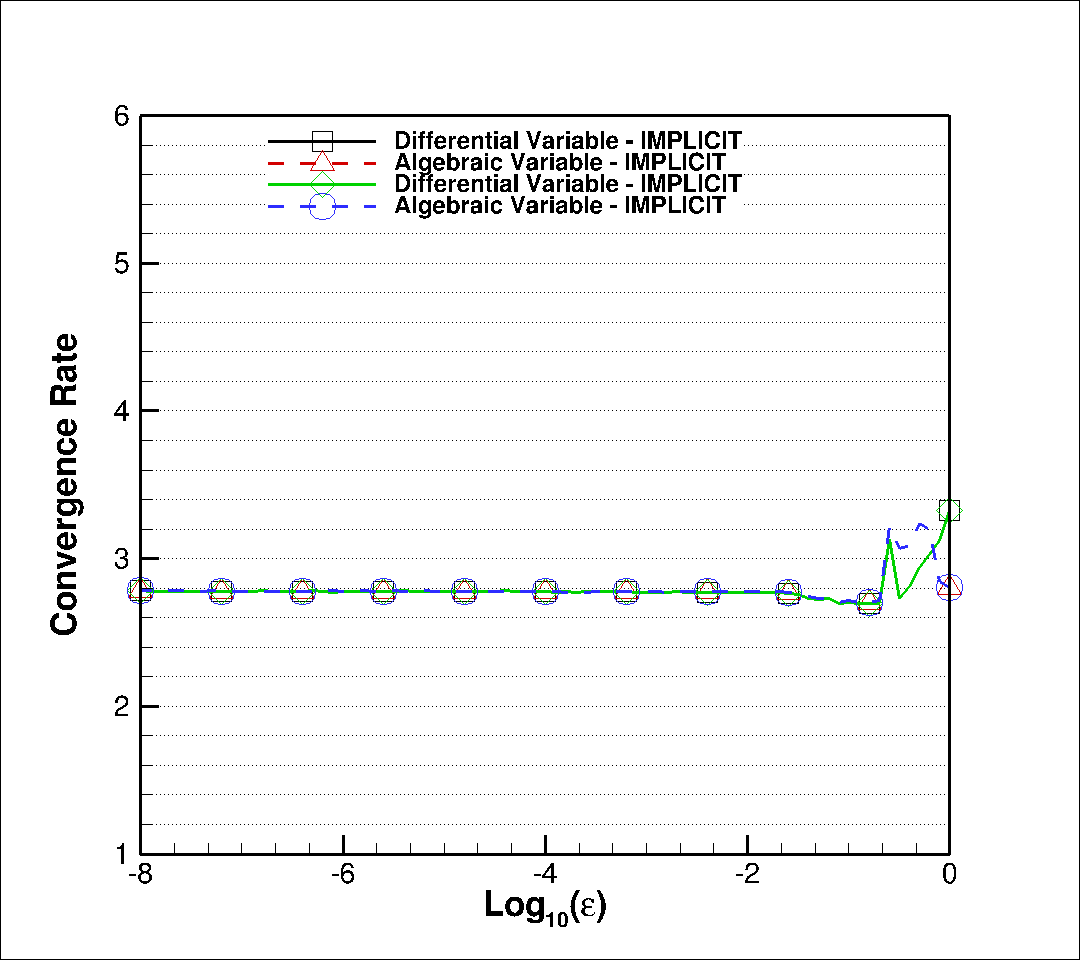 6
Differential Variable - IMPLICIT
Algebraic Variable - IMPLICIT
Differential Variable - IMPLICIT
Algebraic Variable - IMPLICIT
5
4
3
2
1
Convergence Rate
-8 -6 -4 -2 0
Log10(ε)